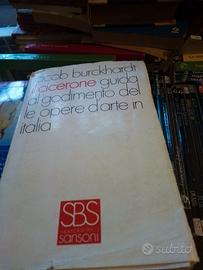 jacob burckhardt
il cicerone guida
al godimento del
le opere d'arte in
italia
SBS
sansoni
subito